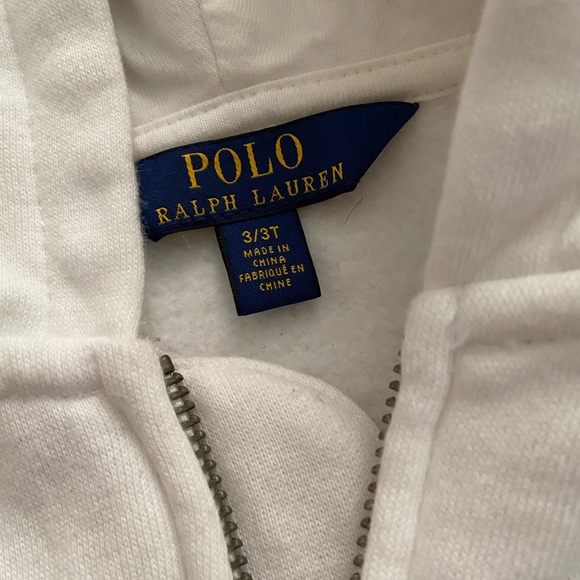 POLO
RALPH LAUREN
3/3T
MADE IN
CHINA
FABRIQUÉ EN
CHINE